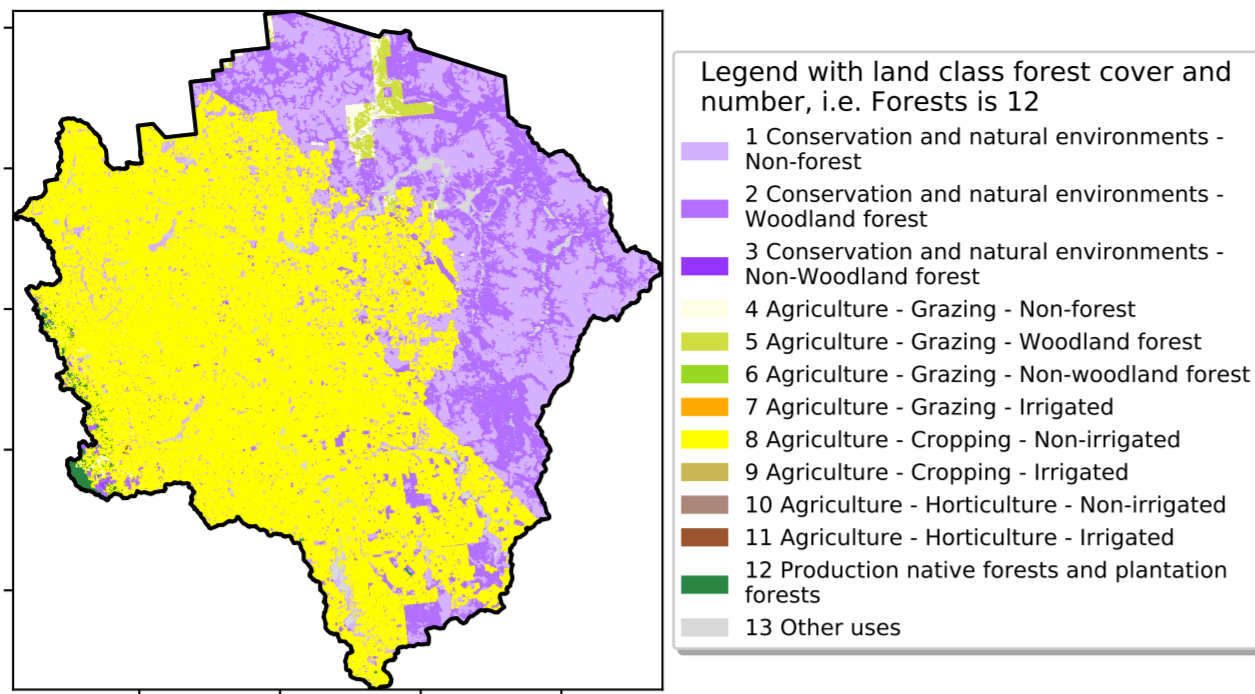 Legend with land class forest cover and
number, i.e. Forests is 12
1 Conservation and natural environments -
Non-forest
2 Conservation and natural environments -
Woodland forest
3 Conservation and natural environments -
Non-Woodland forest
4 Agriculture - Grazing - Non-forest
5 Agriculture - Grazing - Woodland forest
6 Agriculture - Grazing - Non-woodland forest
7 Agriculture - Grazing - Irrigated
8 Agriculture - Cropping - Non-irrigated
9 Agriculture - Cropping - Irrigated
10 Agriculture - Horticulture - Non-irrigated
11 Agriculture - Horticulture - Irrigated
12 Production native forests and plantation
forests
13 Other uses